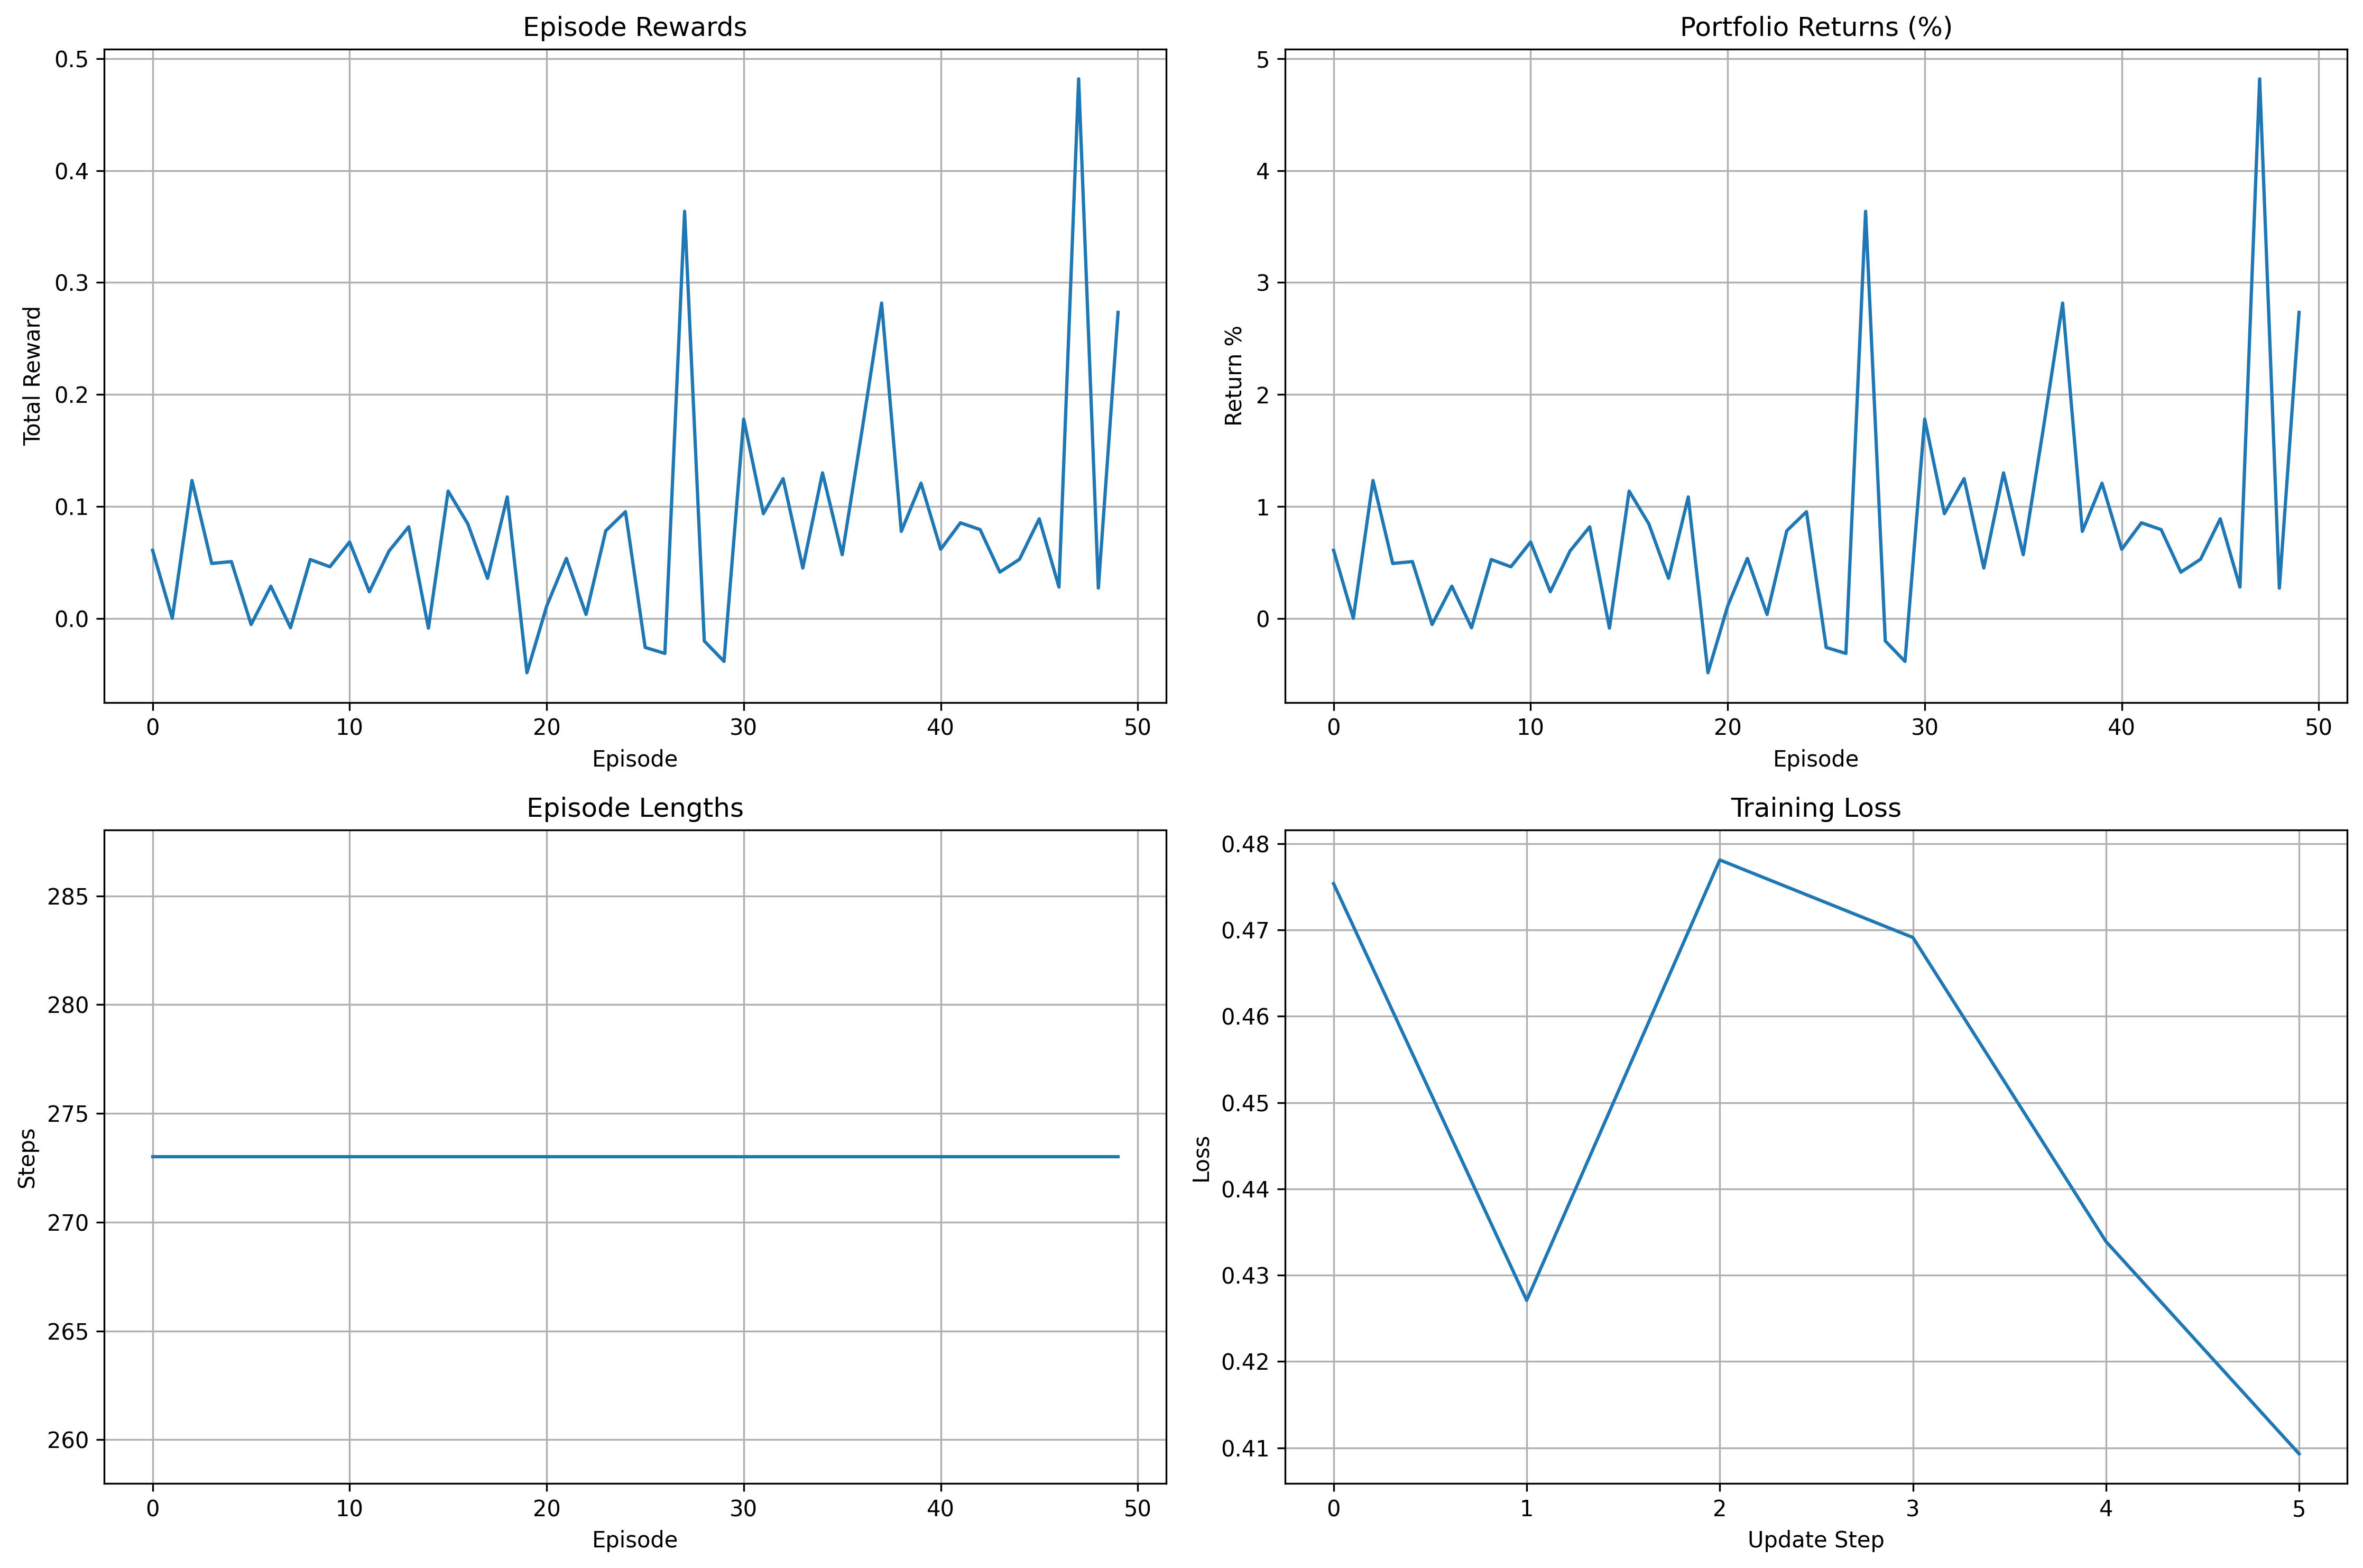 Episode Rewards
Total Reward
0.5
0.4
0.3
0.2
0.1
0.0
0 10 20 30 40 50
Episode
Portfolio Returns (%)
Return %
5
4
3
2
1
0
0 10 20 30 40 50
Episode
Episode Lengths
Steps
285
280
275
270
265
260
0 10 20 30 40 50
Episode
Training Loss
Loss
0.48
0.47
0.46
0.45
0.44
0.43
0.42
0.41
0 1 2 3 4 5
Update Step